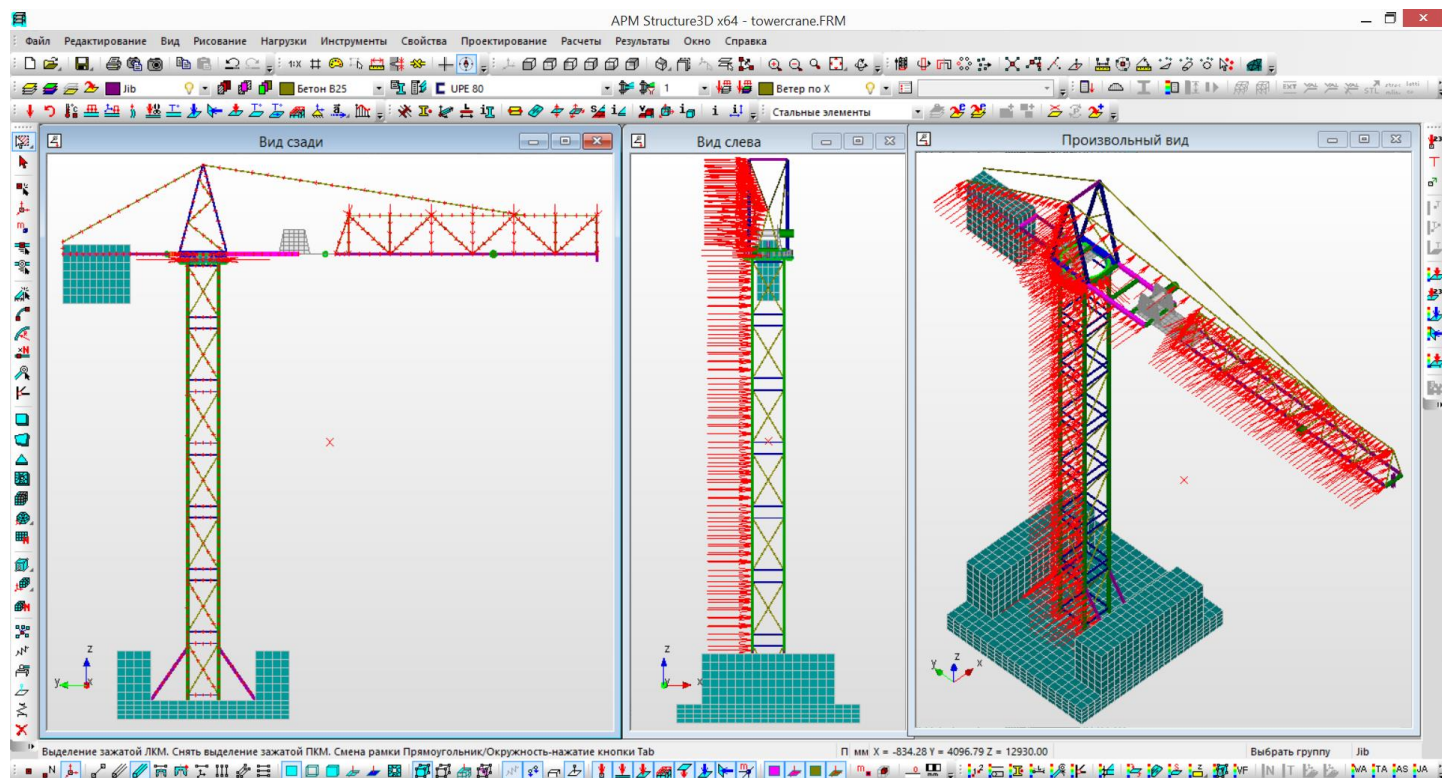 APM Structure3D x64 - towercrane.FRM
Файл Редактирование Вид Рисование Нагрузки Инструменты Свойства Проектирование Расчеты Результаты Окно Справка
Jib 0 Бетон B25 UPE 80 1 Ветер по X 0
Стальные элементы
Вид сзади Вид слева Произвольный вид
z y x
z y x
z y x
Выделение зажатой ЛКМ. Снять выделение зажатой ПКМ. Смена рамки Прямоугольник/Окружность-нажатие кнопки Tab П мм X = -834.28 Y = 4096.79 Z = 12930.00 Выбрать группу Jib